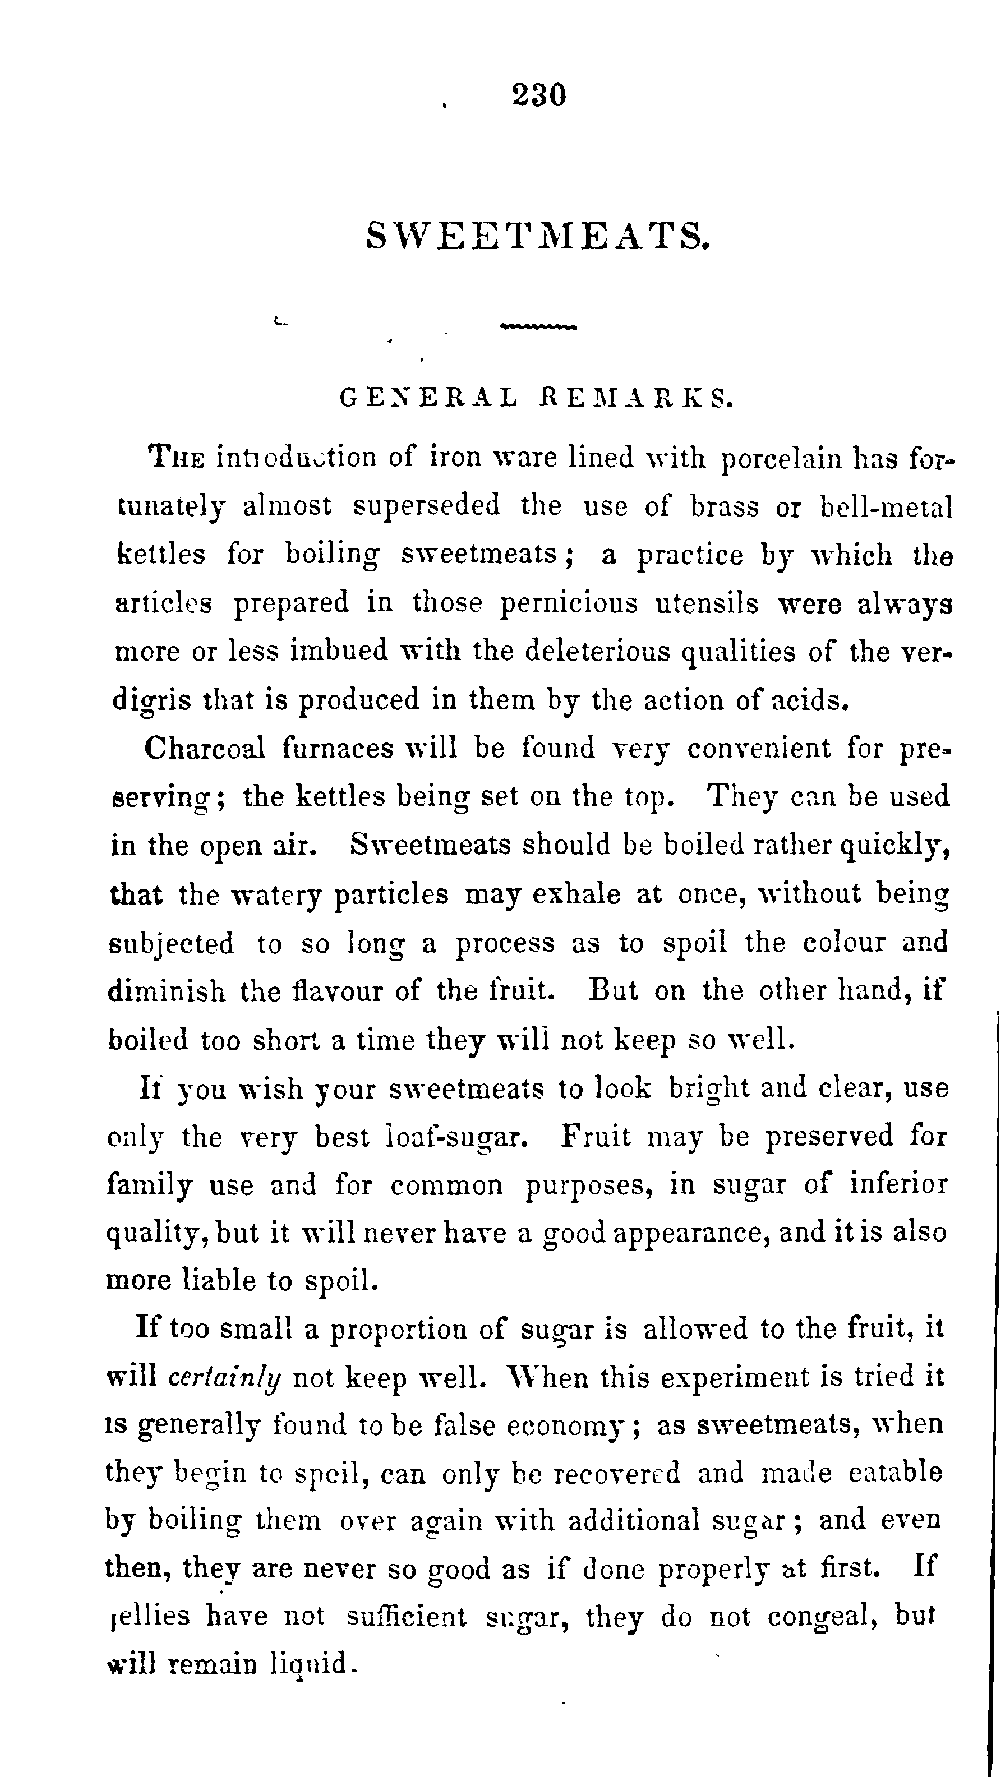 230
SWEETMEATS.
GENERAL REMARKS.
THE introduction of iron ware lined with porcelain has for-
tunately almost superseded the use of brass or bell-metal
kettles for boiling sweetmeats; a practice by which the
articles prepared in those pernicious utensils were always
more or less imbued with the deleterious qualities of the ver-
digris that is produced in them by the action of acids.
Charcoal furnaces will be found very convenient for pre-
serving; the kettles being set on the top. They can be used
in the open air. Sweetmeats should be boiled rather quickly,
that the watery particles may exhale at once, without being
subjected to so long a process as to spoil the colour and
diminish the flavour of the fruit. But on the other hand, if
boiled too short a time they will not keep so well.
If you wish your sweetmeats to look bright and clear, use
only the very best loaf-sugar. Fruit may be preserved for
family use and for common purposes, in sugar of inferior
quality, but it will never have a good appearance, and it is also
more liable to spoil.
If too small a proportion of sugar is allowed to the fruit, it
will certainly not keep well. When this experiment is tried it
is generally found to be false economy; as sweetmeats, when
they begin to spoil, can only be recovered and made eatable
by boiling them over again with additional sugar; and even
then, they are never so good as if done properly at first. If
jellies have not sufficient sugar, they do not congeal, but
will remain liquid.